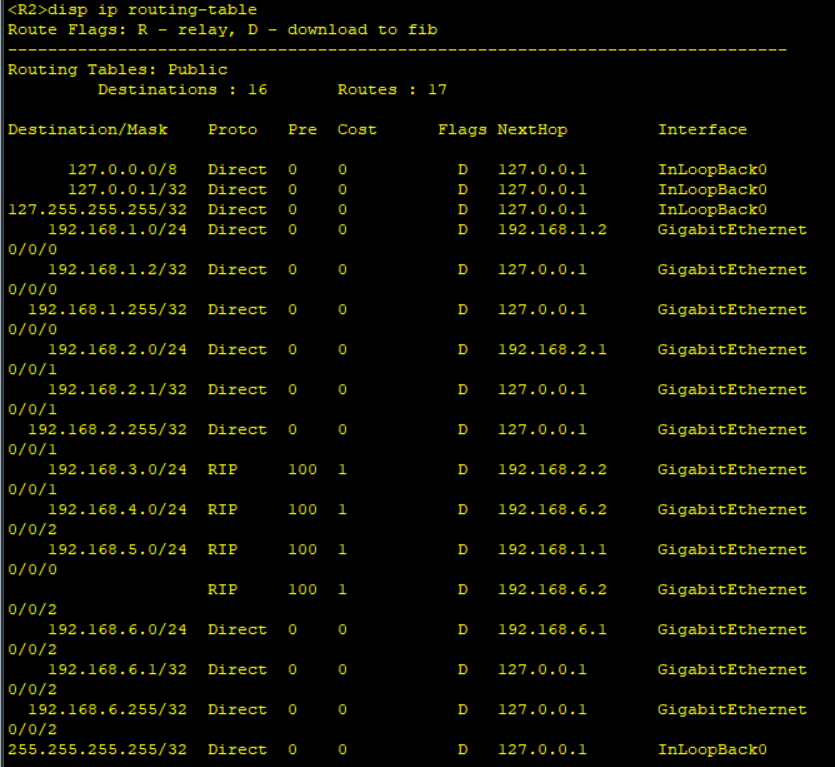 <R2>disp ip routing-table
Route Flags: R - relay, D - download to fib
------------------------------------------------------------------------------
Routing Tables: Public
         Destinations : 16       Routes : 17

Destination/Mask    Proto   Pre  Cost      Flags NextHop         Interface

      127.0.0.0/8   Direct  0    0           D   127.0.0.1       InLoopBack0
      127.0.0.1/32  Direct  0    0           D   127.0.0.1       InLoopBack0
127.255.255.255/32  Direct  0    0           D   127.0.0.1       InLoopBack0
    192.168.1.0/24  Direct  0    0           D   192.168.1.2     GigabitEthernet
0/0/0
    192.168.1.2/32  Direct  0    0           D   127.0.0.1       GigabitEthernet
0/0/0
  192.168.1.255/32  Direct  0    0           D   127.0.0.1       GigabitEthernet
0/0/0
    192.168.2.0/24  Direct  0    0           D   192.168.2.1     GigabitEthernet
0/0/1
    192.168.2.1/32  Direct  0    0           D   127.0.0.1       GigabitEthernet
0/0/1
  192.168.2.255/32  Direct  0    0           D   127.0.0.1       GigabitEthernet
0/0/1
    192.168.3.0/24  RIP     100  1           D   192.168.2.2     GigabitEthernet
0/0/1
    192.168.4.0/24  RIP     100  1           D   192.168.6.2     GigabitEthernet
0/0/2
    192.168.5.0/24  RIP     100  1           D   192.168.1.1     GigabitEthernet
0/0/0
                    RIP     100  1           D   192.168.6.2     GigabitEthernet
0/0/2
    192.168.6.0/24  Direct  0    0           D   192.168.6.1     GigabitEthernet
0/0/2
    192.168.6.1/32  Direct  0    0           D   127.0.0.1       GigabitEthernet
0/0/2
  192.168.6.255/32  Direct  0    0           D   127.0.0.1       GigabitEthernet
0/0/2
255.255.255.255/32  Direct  0    0           D   127.0.0.1       InLoopBack0